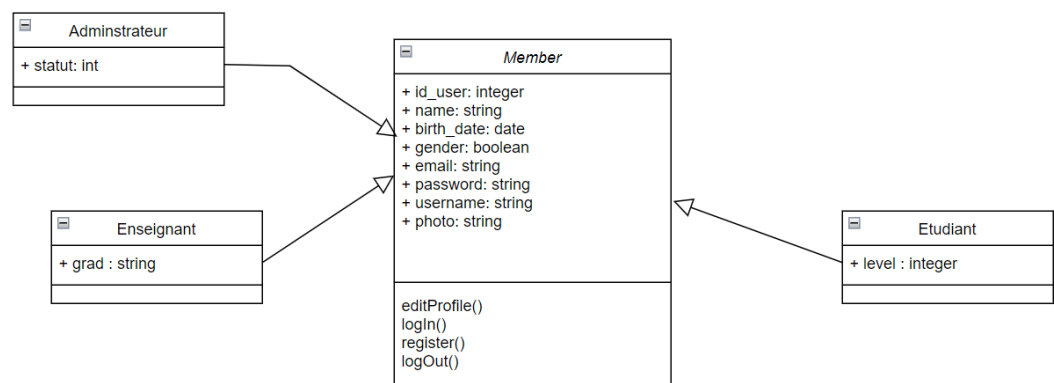 Adminstrateur
+ statut: int
Member
+ id_user: integer
+ name: string
+ birth_date: date
+ gender: boolean
+ email: string
+ password: string
+ username: string
+ photo: string
editProfile()
logIn()
register()
logOut()
Enseignant
+ grad : string
Etudiant
+ level : integer